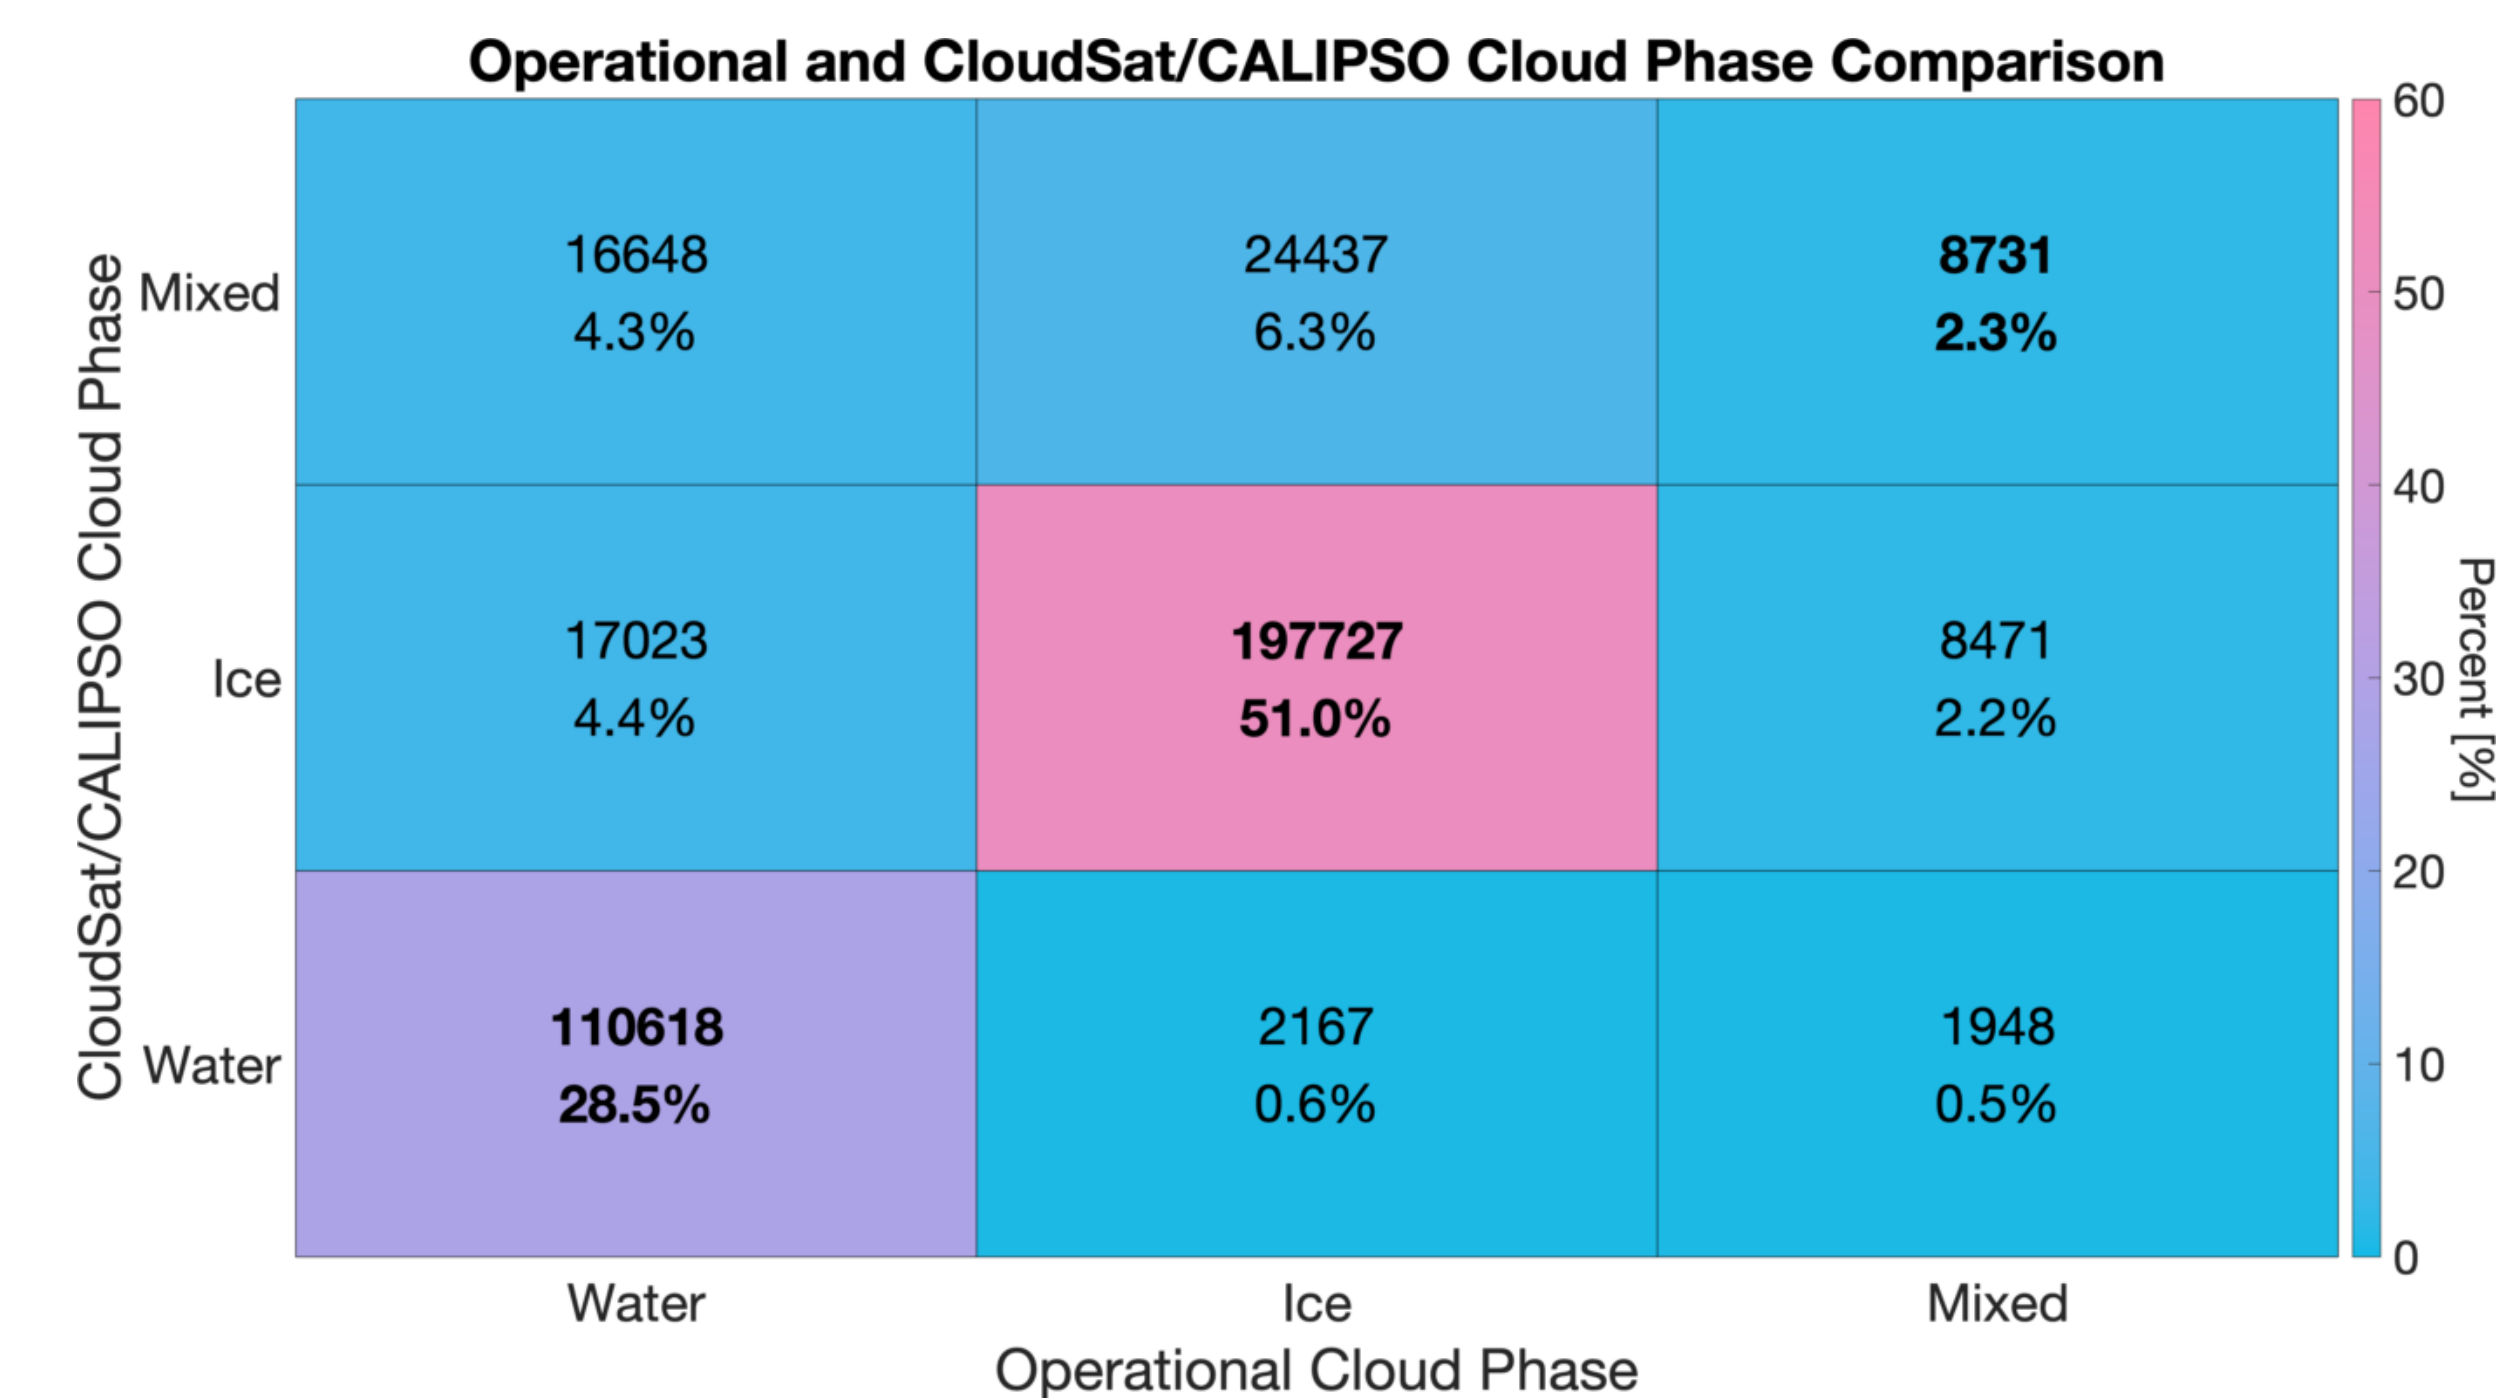 Operational and CloudSat/CALIPSO Cloud Phase Comparison
CloudSat/CALIPSO Cloud Phase
Mixed
16648
4.3%
24437
6.3%
8731
2.3%
Ice
17023
4.4%
197727
51.0%
8471
2.2%
Water
110618
28.5%
2167
0.6%
1948
0.5%
Water
Ice
Mixed
Operational Cloud Phase
60
50
40
30
20
10
0
Percent [%]